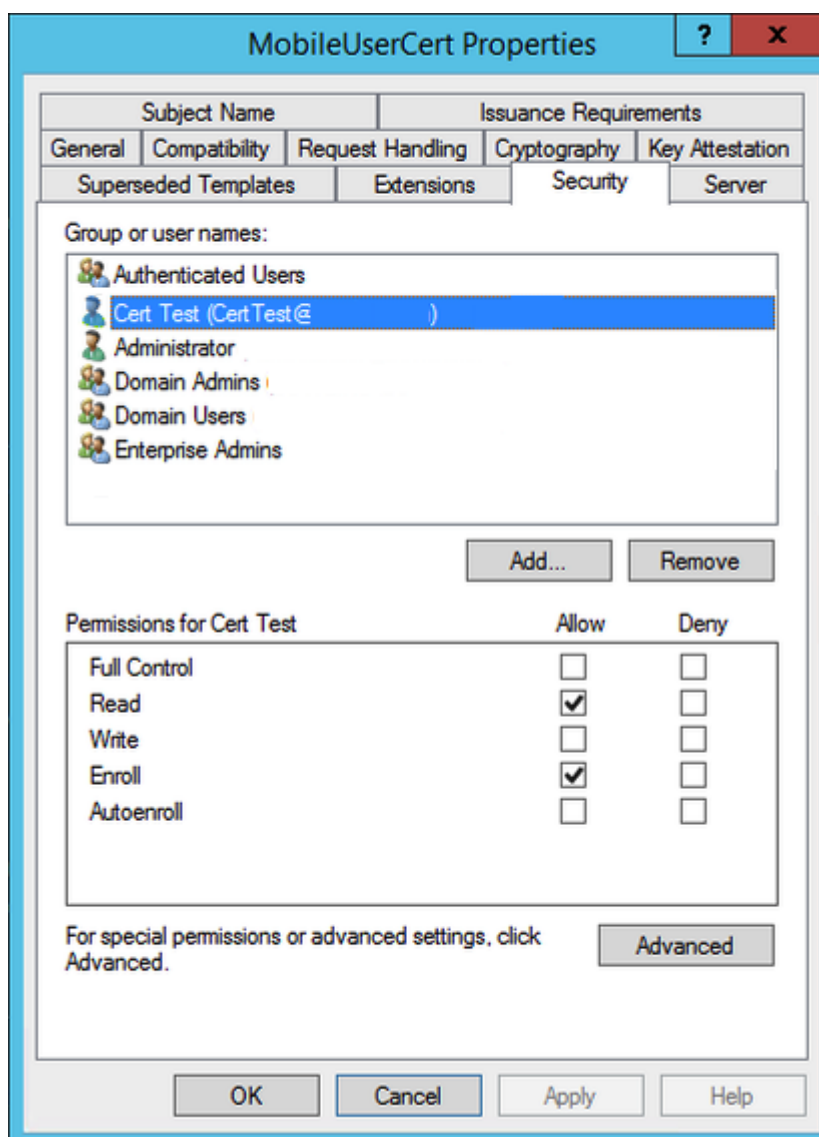 MobileUserCert Properties ? x
Subject Name Issuance Requirements
General Compatibility Request Handling Cryptography Key Attestation
Superseded Templates Extensions Security Server
Group or user names:
Authenticated Users
Cert Test (CertTest@ )
Administrator
Domain Admins (
Domain Users
Enterprise Admins
Add... Remove
Permissions for Cert Test Allow Deny
Full Control
Read
Write
Enroll
Autoenroll
For special permissions or advanced settings, click
Advanced.
Advanced
OK Cancel Apply Help